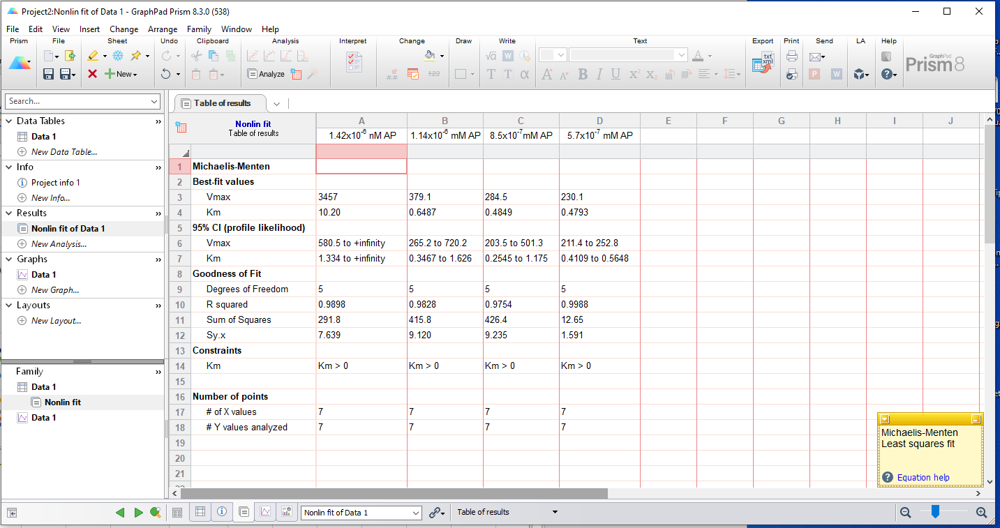 Project2:Nonlin fit of Data 1 - GraphPad Prism 8.3.0 (538)
File Edit View Insert Change Arrange Family Window Help
Prism File Sheet Undo Clipboard Analysis Interpret Change Draw Write Text Export Print Send LA Help
New
Analyze
GraphPad
Prism 8
Search...
Table of results
Data Tables
Data 1
New Data Table...
Info
Project info 1
New Info...
Results
Nonlin fit of Data 1
New Analysis...
Graphs
Data 1
New Graph...
Layouts
New Layout...
Family
Data 1
Nonlin fit
Data 1
Nonlin fit A B C D E F G H I J
Table of results 1.42x10⁻⁶ nM AP 1.14x10⁻⁶ mM AP 8.5x10⁻⁷mM AP 5.7x10⁻⁷ mM AP
1 Michaelis-Menten
2 Best-fit values
3 Vmax 3457 379.1 284.5 230.1
4 Km 10.20 0.6487 0.4849 0.4793
5 95% CI (profile likelihood)
6 Vmax 580.5 to +infinity 265.2 to 720.2 203.5 to 501.3 211.4 to 252.8
7 Km 1.334 to +infinity 0.3467 to 1.626 0.2545 to 1.175 0.4109 to 0.5648
8 Goodness of Fit
9 Degrees of Freedom 5 5 5 5
10 R squared 0.9898 0.9828 0.9754 0.9988
11 Sum of Squares 291.8 415.8 426.4 12.65
12 Sy.x 7.639 9.120 9.235 1.591
13 Constraints
14 Km Km > 0 Km > 0 Km > 0 Km > 0
15
16 Number of points
17 # of X values 7 7 7 7
18 # Y values analyzed 7 7 7 7
19
20
21
Michaelis-Menten
Least squares fit
Equation help
Nonlin fit of Data 1
Table of results